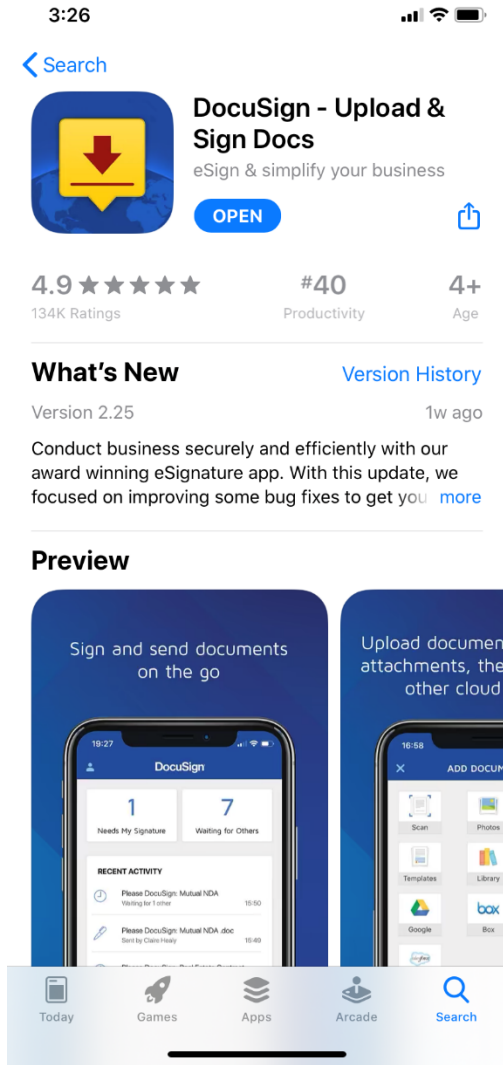 3:26
Search
DocuSign - Upload &
Sign Docs
eSign & simplify your business
OPEN
4.9 #40 4+
134K Ratings Productivity Age
What's New Version History
Version 2.25 1w ago
Conduct business securely and efficiently with our
award winning eSignature app. With this update, we
focused on improving some bug fixes to get you more
Preview
Sign and send documents
on the go
19:27
DocuSign
1 7
Needs My Signature Waiting for Others
RECENT ACTIVITY
Please DocuSign: Mutual NDA
Waiting for 1 other 15:50
Please DocuSign: Mutual NDA .doc
Sent by Claire Healy 15:49
Upload documen
attachments, the
other cloud
16:58
ADD DOCUM
Scan Photos
Templates Library
Google box
Box
Today Games Apps Arcade Search